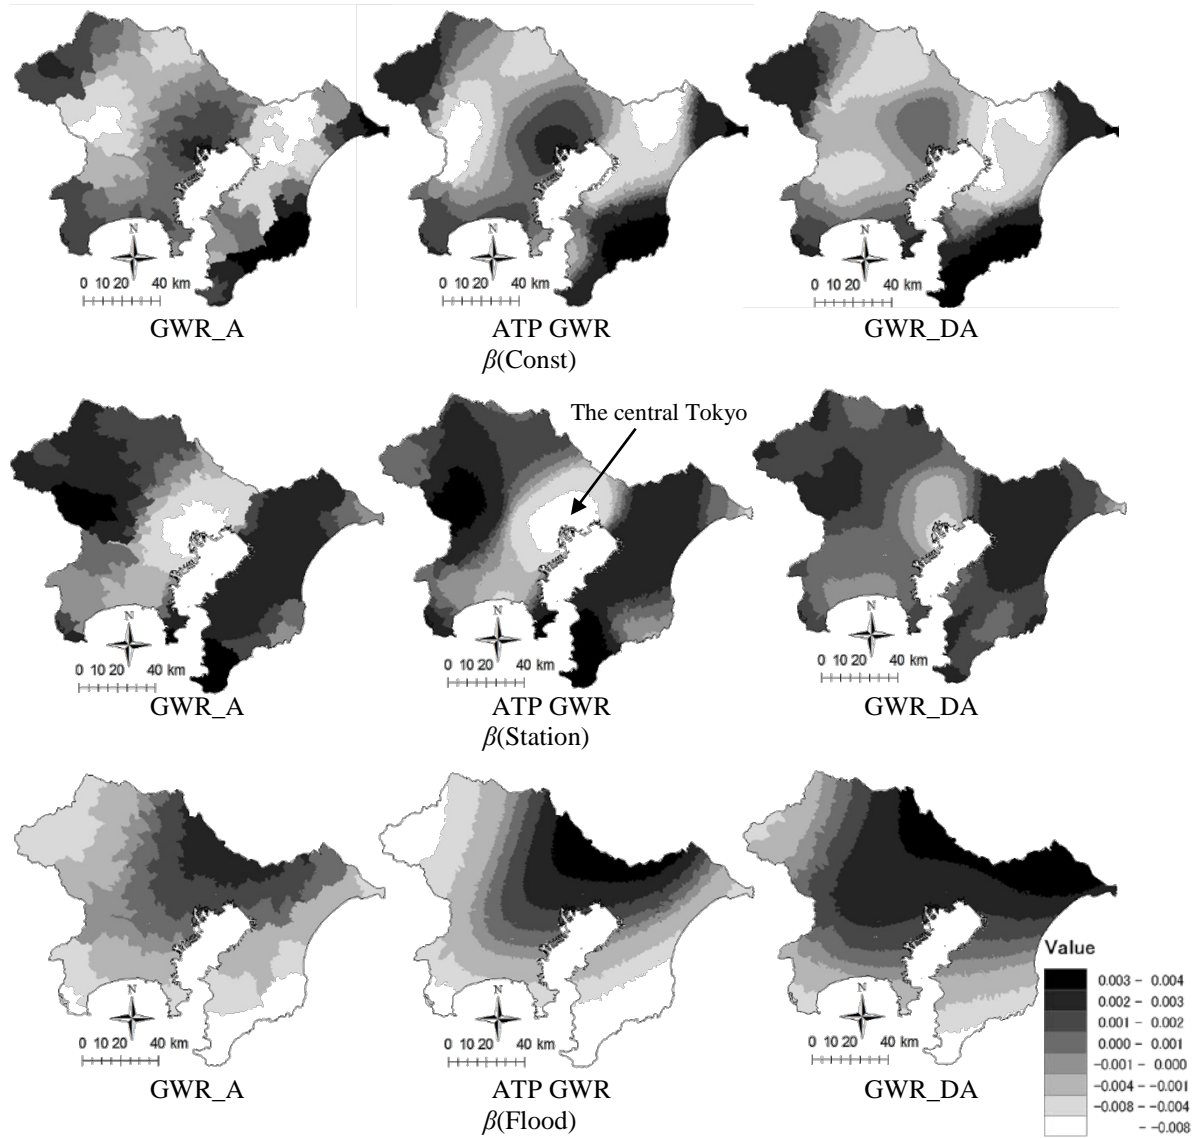 N N N
0 10 20 40 km 0 10 20 40 km 0 10 20 40 km
GWR_A ATP GWR GWR_DA
β(Const)
The central Tokyo
N N N
0 10 20 40 km 0 10 20 40 km 0 10 20 40 km
GWR_A ATP GWR GWR_DA
β(Station)
Value
0.003 - 0.004
0.002 - 0.003
0.001 - 0.002
0.000 - 0.001
-0.001 - 0.000
-0.004 - -0.001
-0.008 - -0.004
- -0.008
N N N
0 10 20 40 km 0 10 20 40 km 0 10 20 40 km
GWR_A ATP GWR GWR_DA
β(Flood)